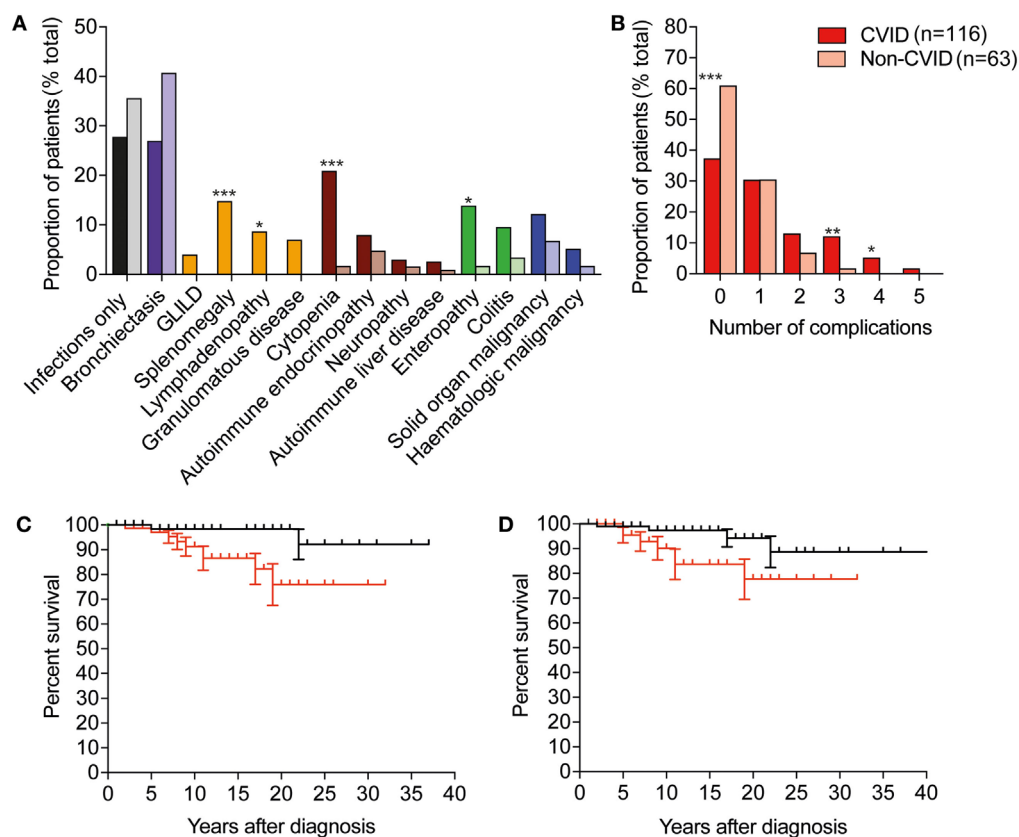 A
Proportion of patients (% total)
50
40
30
20
10
0
***
*
***
*
Infections only
Bronchiectasis
GLILD
Splenomegaly
Lymphadenopathy
Granulomatous disease
Cytopenia
Autoimmune endocrinopathy
Neuropathy
Autoimmune liver disease
Enteropathy
Colitis
Solid organ malignancy
Haematologic malignancy
B
Proportion of patients (% total)
80
70
60
50
40
30
20
10
0
CVID (n=116)
Non-CVID (n=63)
***
**
*
0 1 2 3 4 5
Number of complications
C
Percent survival
100
90
80
70
60
50
40
30
20
10
0
0 5 10 15 20 25 30 35 40
Years after diagnosis
D
Percent survival
100
90
80
70
60
50
40
30
20
10
0
0 5 10 15 20 25 30 35 40
Years after diagnosis